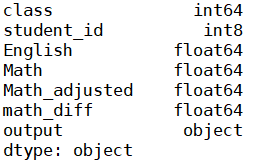 class int64
student_id int8
English float64
Math float64
Math_adjusted float64
math_diff float64
output object
dtype: object